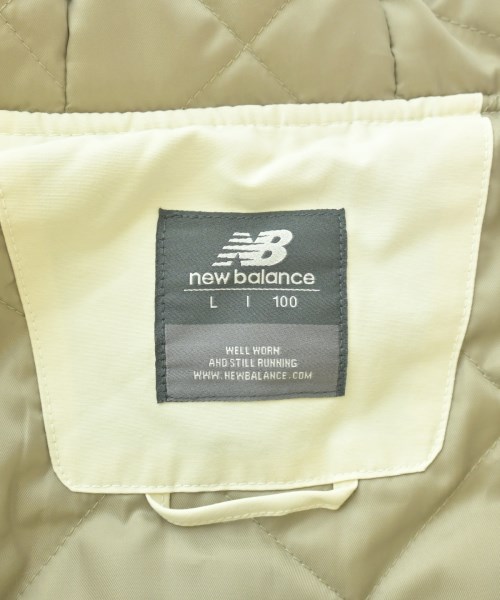 NB
new balance
L | 100
WELL WORN
AND STILL RUNNING
WWW.NEWBALANCE.COM